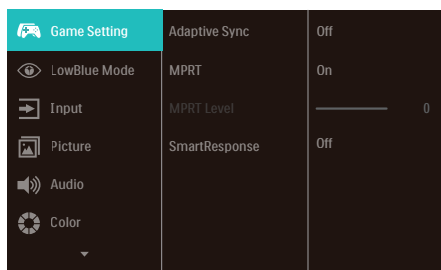 Game Setting Adaptive Sync Off
LowBlue Mode MPRT On
Input MPRT Level 0
Picture SmartResponse Off
Audio
Color